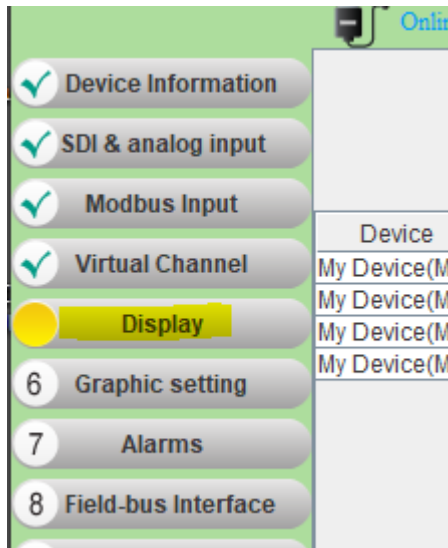 Onlin
Device Information
SDI & analog input
Modbus Input
Virtual Channel
Display
6 Graphic setting
7 Alarms
8 Field-bus Interface
Device
My Device(M
My Device(M
My Device(M
My Device(M